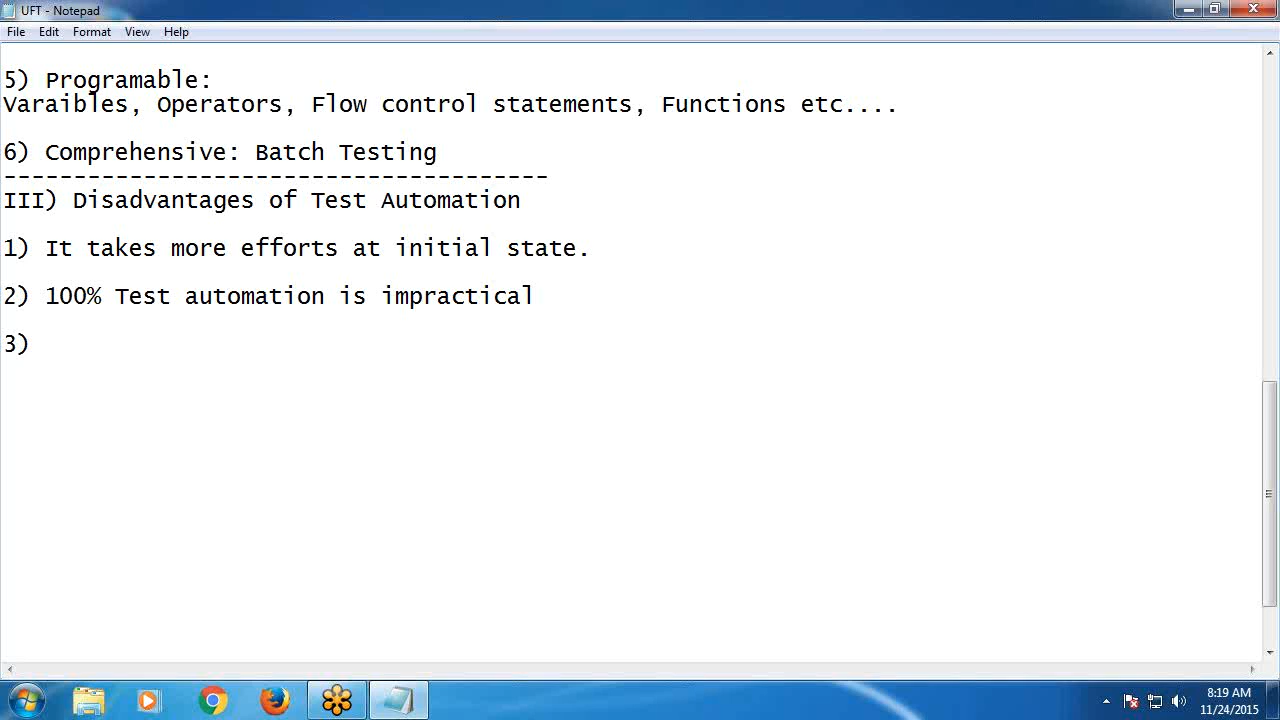 UFT - Notepad
File Edit Format View Help
5) Programable:
Varaibles, Operators, Flow control statements, Functions etc....
6) Comprehensive: Batch Testing
---------------------------------------
III) Disadvantages of Test Automation
1) It takes more efforts at initial state.
2) 100% Test automation is impractical
3)
8:19 AM
11/24/2015